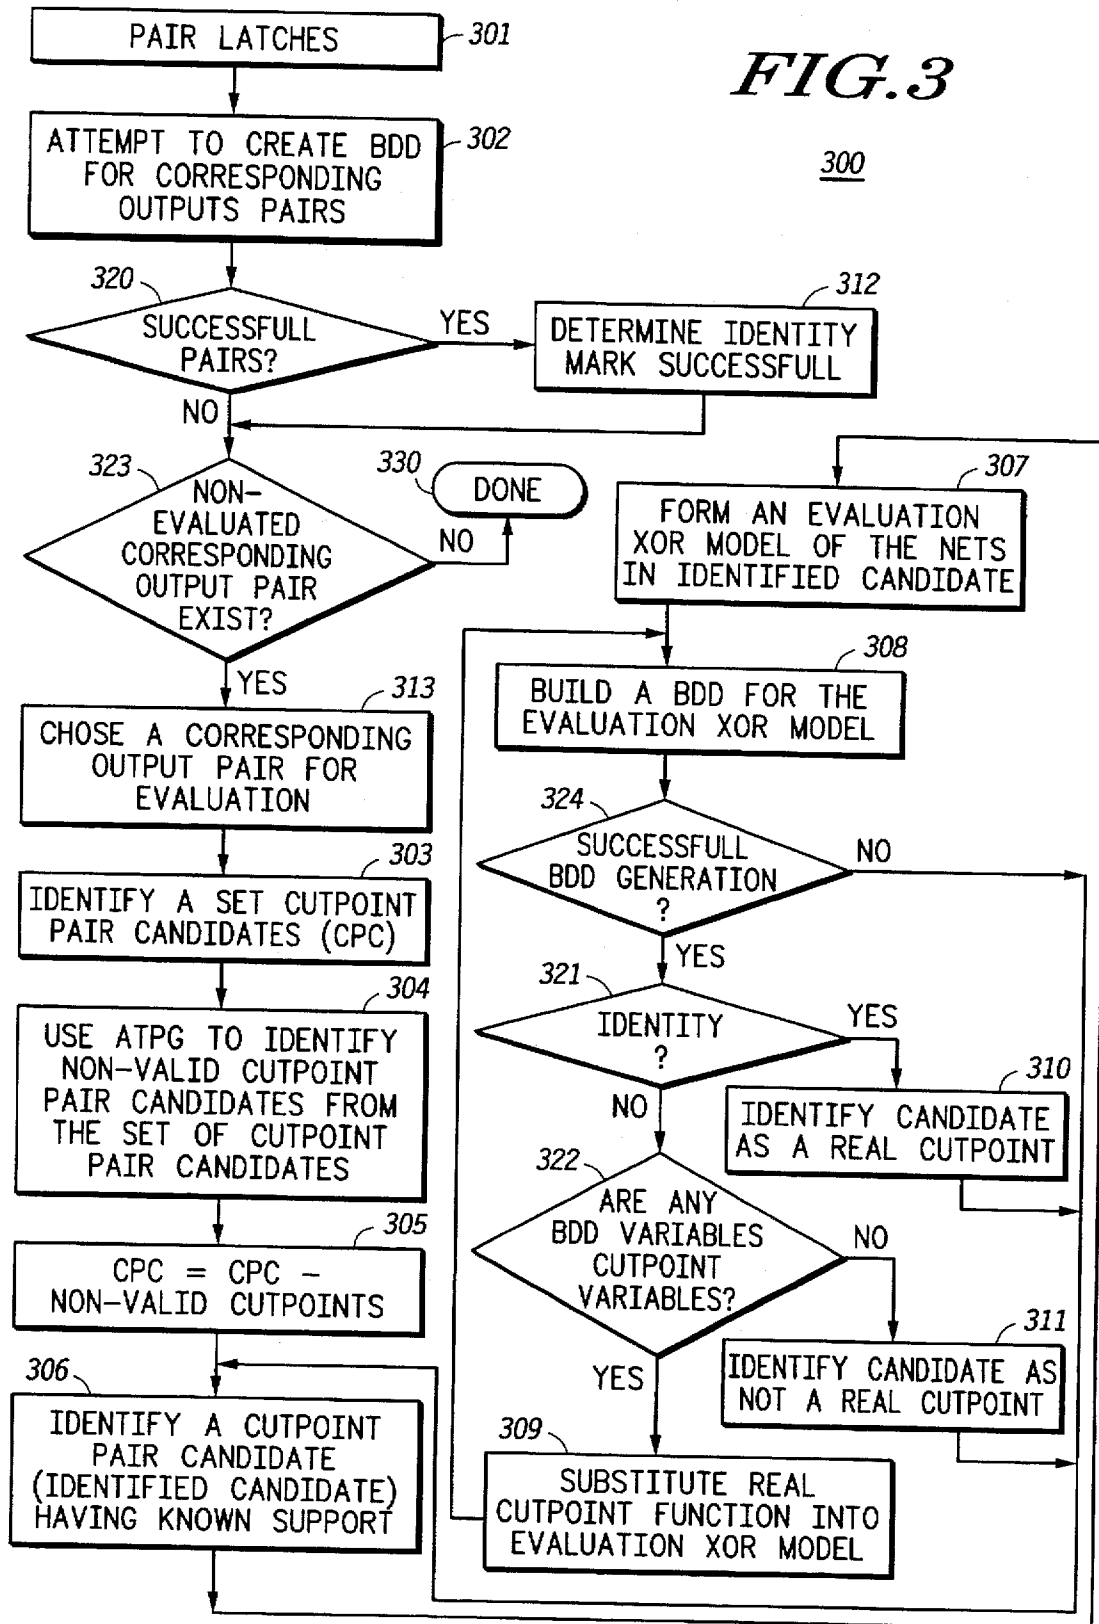 PAIR LATCHES
301
FIG.3
300
ATTEMPT TO CREATE BDD
FOR CORRESPONDING
OUTPUTS PAIRS
302
320
SUCCESSFULL
PAIRS?
YES
NO
312
DETERMINE IDENTITY
MARK SUCCESSFULL
323
NON-
EVALUATED
CORRESPONDING
OUTPUT PAIR
EXIST?
NO
YES
330
DONE
313
CHOSE A CORRESPONDING
OUTPUT PAIR FOR
EVALUATION
303
IDENTIFY A SET CUTPOINT
PAIR CANDIDATES (CPC)
304
USE ATPG TO IDENTIFY
NON-VALID CUTPOINT
PAIR CANDIDATES FROM
THE SET OF CUTPOINT
PAIR CANDIDATES
305
CPC = CPC -
NON-VALID CUTPOINTS
306
IDENTIFY A CUTPOINT
PAIR CANDIDATE
(IDENTIFIED CANDIDATE)
HAVING KNOWN SUPPORT
307
FORM AN EVALUATION
XOR MODEL OF THE NETS
IN IDENTIFIED CANDIDATE
308
BUILD A BDD FOR THE
EVALUATION XOR MODEL
324
SUCCESSFULL
BDD GENERATION
?
NO
YES
321
IDENTITY
?
YES
NO
310
IDENTIFY CANDIDATE
AS A REAL CUTPOINT
322
ARE ANY
BDD VARIABLES
CUTPOINT
VARIABLES?
NO
YES
311
IDENTIFY CANDIDATE AS
NOT A REAL CUTPOINT
309
SUBSTITUTE REAL
CUTPOINT FUNCTION INTO
EVALUATION XOR MODEL